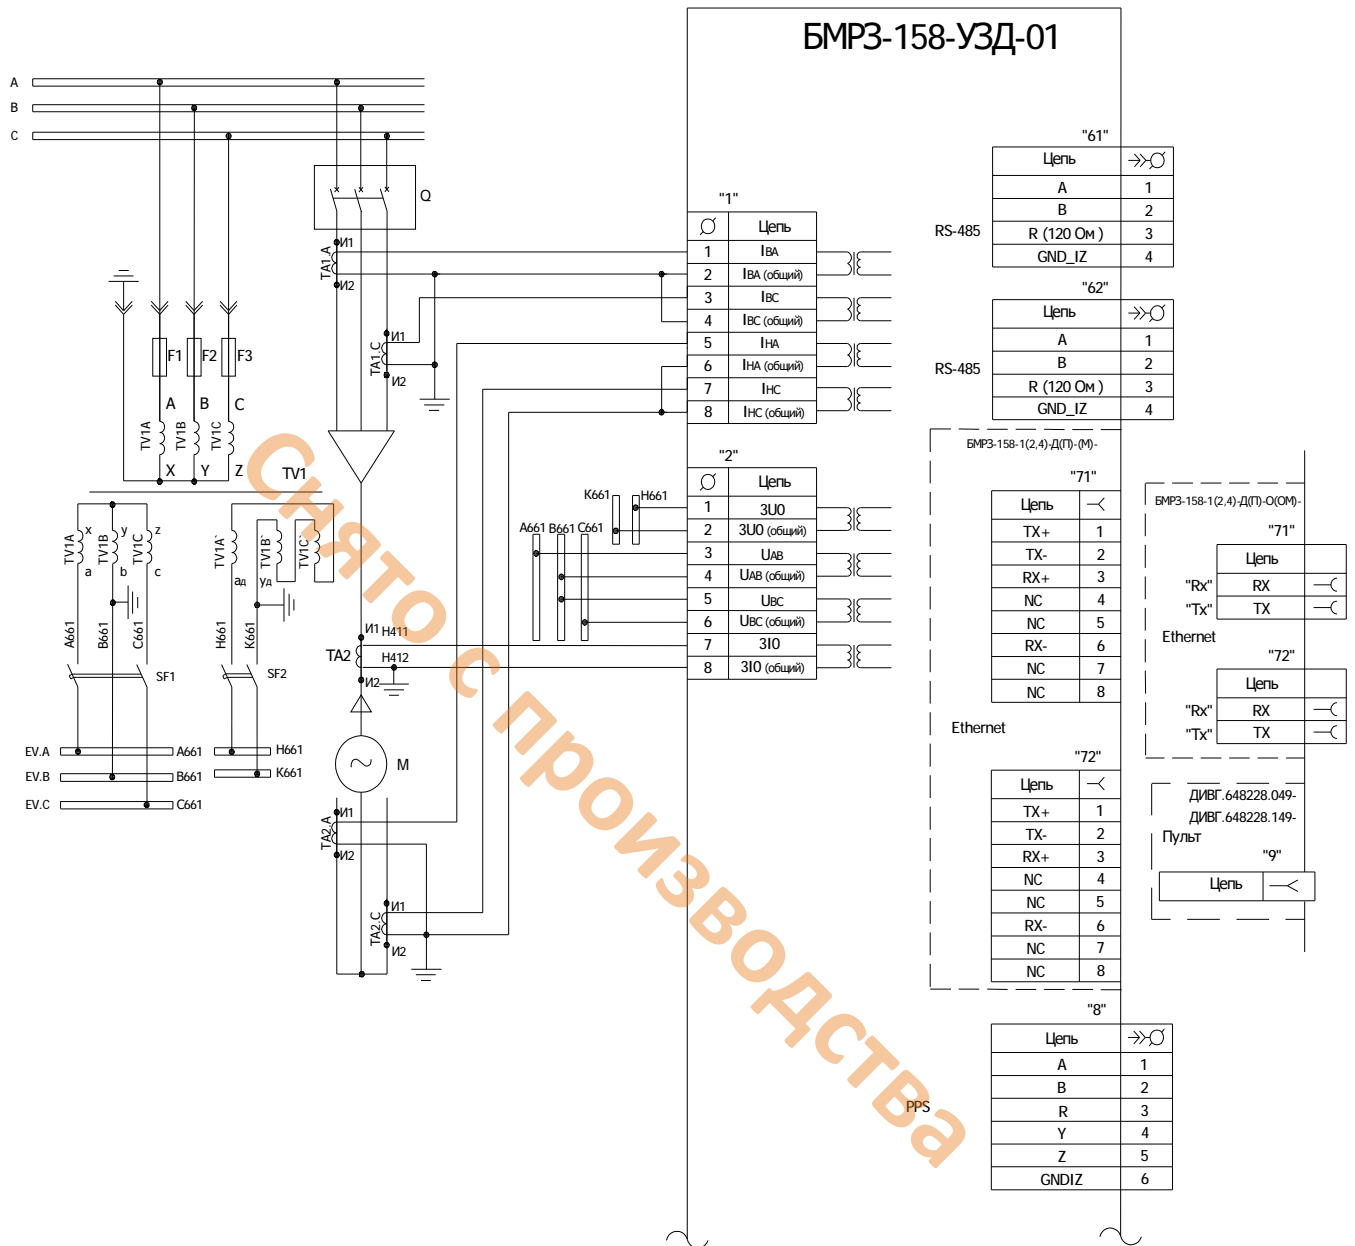 БМРЗ-158-УЗД-01
A
B
C
Q
"1"
Цепь
1 IВА
2 IВА (общий)
3 IВС
4 IВС (общий)
5 IНА
6 IНА (общий)
7 IНС
8 IНС (общий)
"2"
Цепь
1 3U0
2 3U0 (общий)
3 UАВ
4 UАВ (общий)
5 UВС
6 UВС (общий)
7 3I0
8 3I0 (общий)
TA1.A
И1
И2
TA1.C
И1
И2
F1
F2
F3
A
B
C
TV1A
TV1B
TV1C
X
Y
Z
TV1
x
y
z
TV1A
TV1B
TV1C
a
b
c
TV1A`
TV1B`
TV1C`
aд
yд
A661
B661
C661
H661
K661
SF1
SF2
EV.A
A661
EV.B
B661
EV.C
C661
H661
K661
K661
H661
A661
B661
C661
И1
H411
TA2
H412
И2
M
TA2.A
И1
И2
TA2.C
И1
И2
"61"
RS-485
Цепь
A 1
B 2
R (120 Ом) 3
GND_IZ 4
"62"
RS-485
Цепь
A 1
B 2
R (120 Ом) 3
GND_IZ 4
БМРЗ-158-1(2,4)-Д(П)-(М)-
"71"
Цепь
TX+ 1
TX- 2
RX+ 3
NC 4
NC 5
RX- 6
NC 7
NC 8
Ethernet
"72"
Цепь
TX+ 1
TX- 2
RX+ 3
NC 4
NC 5
RX- 6
NC 7
NC 8
БМРЗ-158-1(2,4)-Д(П)-О(ОМ)-
"71"
Цепь
"Rx" RX
"Tx" TX
Ethernet
"72"
Цепь
"Rx" RX
"Tx" TX
ДИВГ.648228.049-
ДИВГ.648228.149-
Пульт
"9"
Цепь
"8"
PPS
Цепь
A 1
B 2
R 3
Y 4
Z 5
GNDIZ 6
Снято с производства